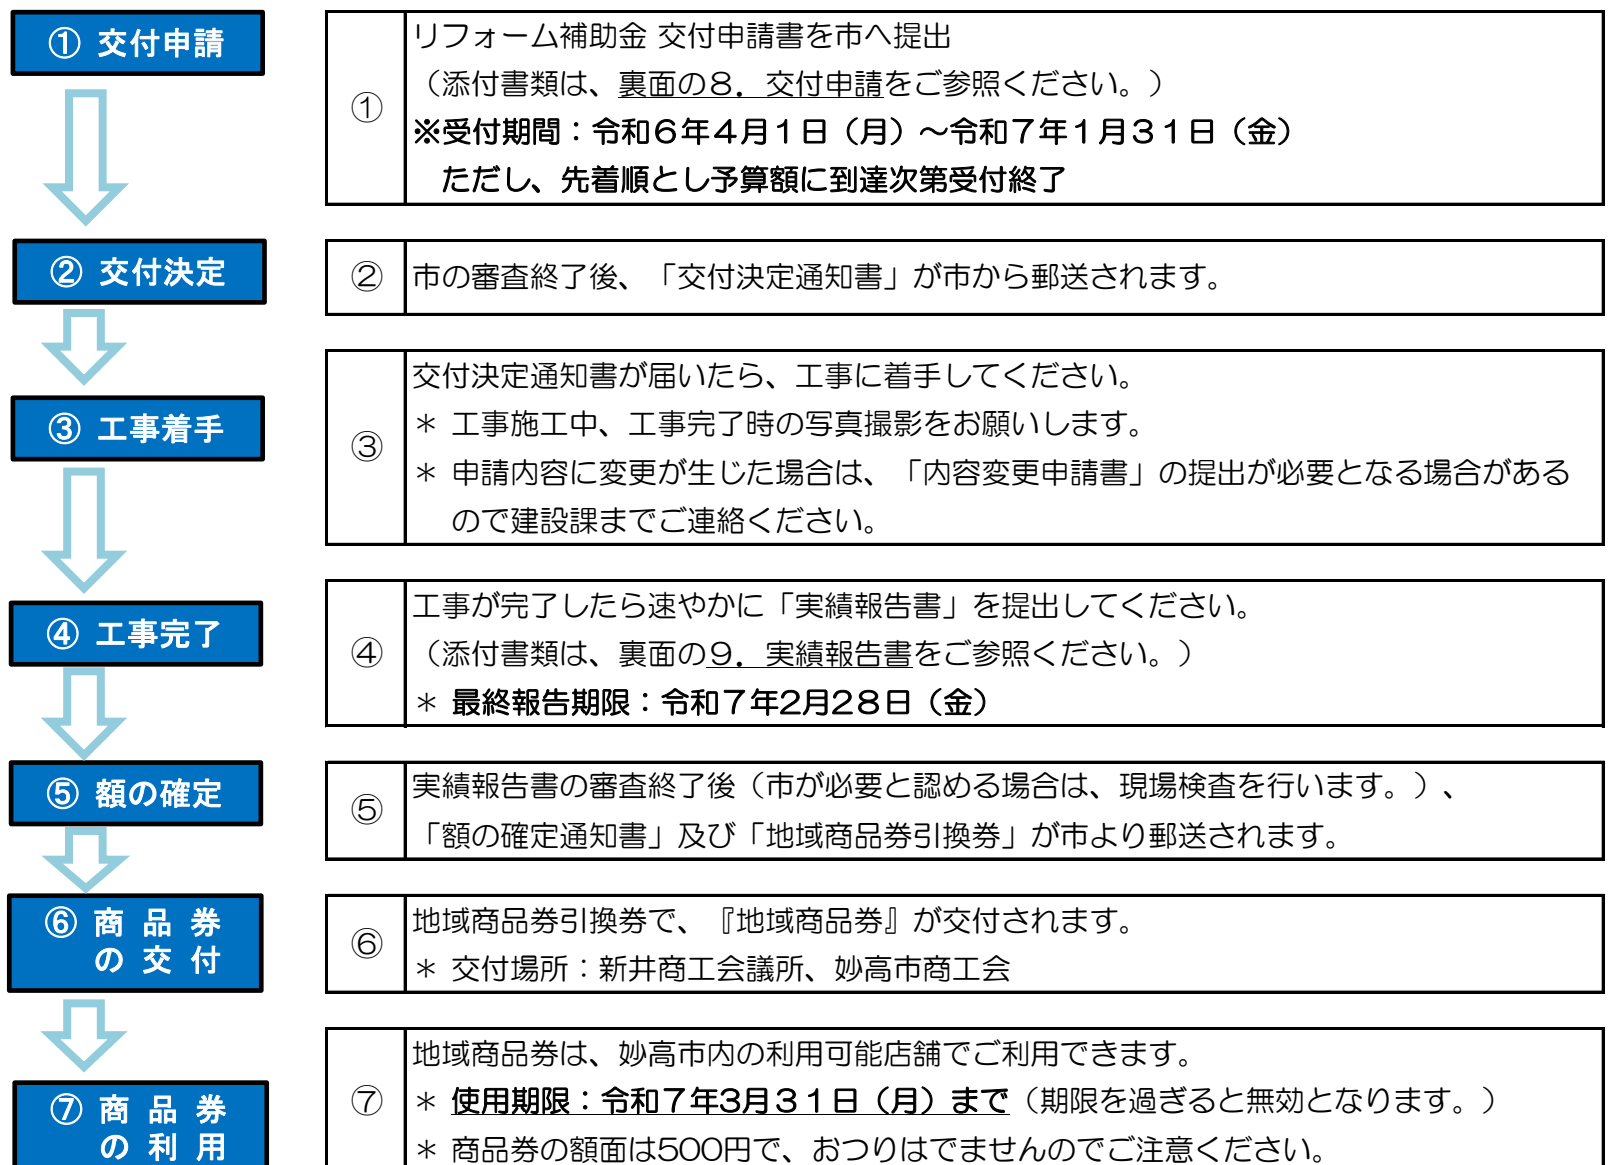 ① 交付申請
①
リフォーム補助金 交付申請書を市へ提出
（添付書類は、裏面の８．交付申請をご参照ください。）
※受付期間：令和６年４月１日（月）～令和７年１月３１日（金）
ただし、先着順とし予算額に到達次第受付終了
② 交付決定
②
市の審査終了後、「交付決定通知書」が市から郵送されます。
③ 工事着手
③
交付決定通知書が届いたら、工事に着手してください。
＊ 工事施工中、工事完了時の写真撮影をお願いします。
＊ 申請内容に変更が生じた場合は、「内容変更申請書」の提出が必要となる場合がある
ので建設課までご連絡ください。
④ 工事完了
④
工事が完了したら速やかに「実績報告書」を提出してください。
（添付書類は、裏面の９．実績報告書をご参照ください。）
＊ 最終報告期限：令和７年2月28日（金）
⑤ 額の確定
⑤
実績報告書の審査終了後（市が必要と認める場合は、現場検査を行います。）、
「額の確定通知書」及び「地域商品券引換券」が市より郵送されます。
⑥ 商 品 券
の 交 付
⑥
地域商品券引換券で、『地域商品券』が交付されます。
＊ 交付場所：新井商工会議所、妙高市商工会
⑦ 商 品 券
の 利 用
⑦
地域商品券は、妙高市内の利用可能店舗でご利用できます。
＊ 使用期限：令和７年3月３１日（月）まで（期限を過ぎると無効となります。）
＊ 商品券の額面は500円で、おつりはでませんのでご注意ください。